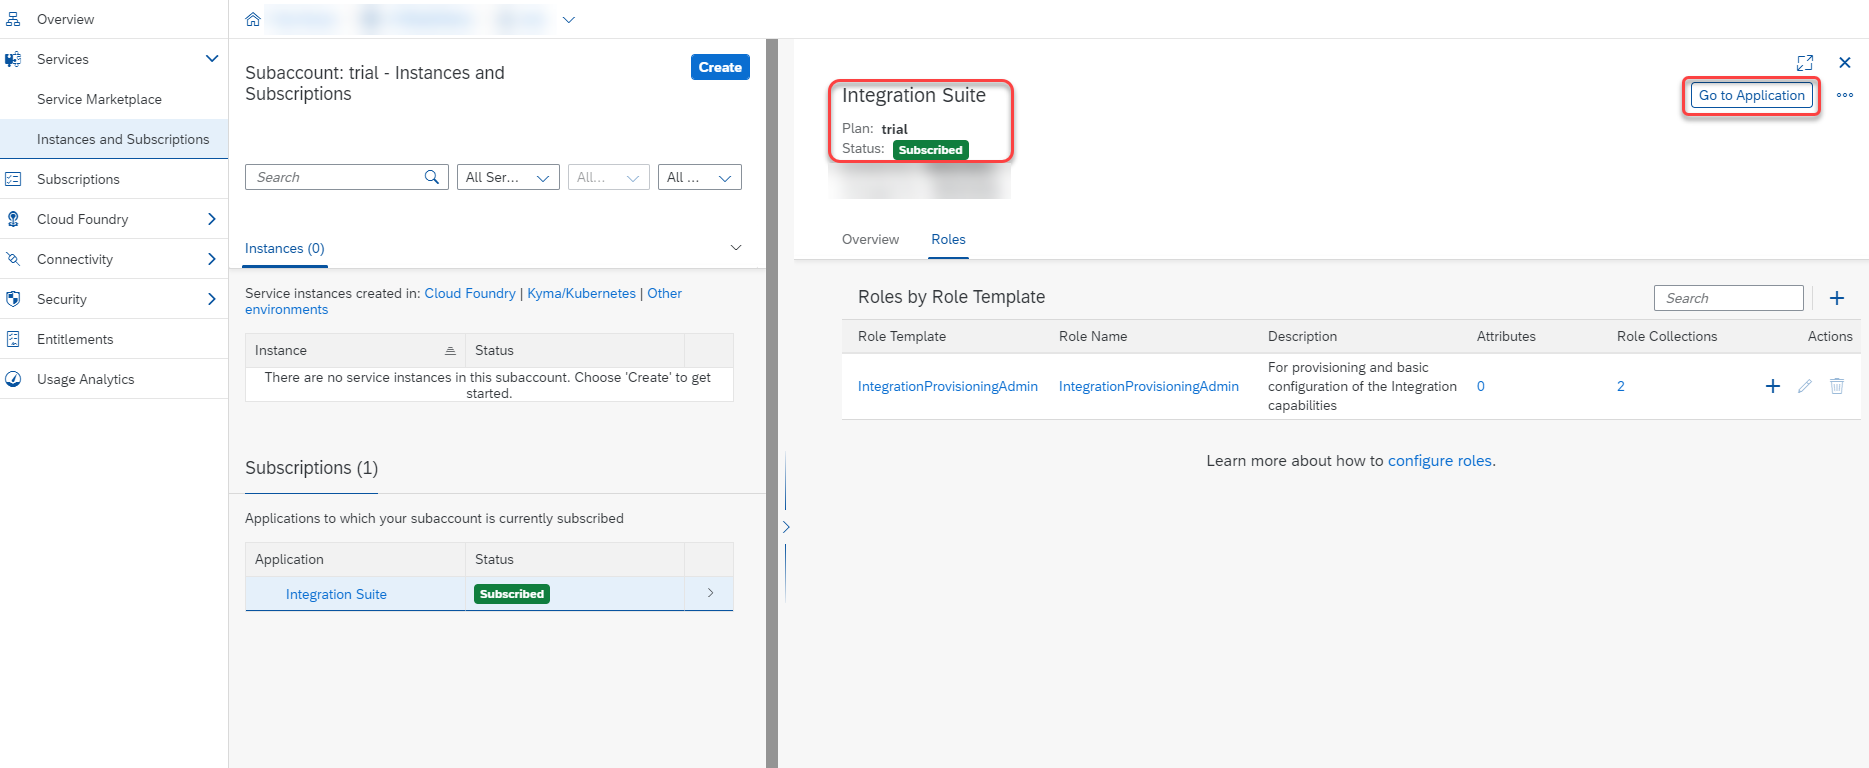 Overview
Services
Service Marketplace
Instances and Subscriptions
Subscriptions
Cloud Foundry
Connectivity
Security
Entitlements
Usage Analytics
Subaccount: trial - Instances and
Subscriptions
Create
Search
All Ser...
All...
All ...
Instances (0)
Service instances created in: Cloud Foundry | Kyma/Kubernetes | Other
environments
Instance Status
There are no service instances in this subaccount. Choose 'Create' to get
started.
Subscriptions (1)
Applications to which your subaccount is currently subscribed
Application Status
Integration Suite Subscribed
Integration Suite
Plan: trial
Status: Subscribed
Go to Application
Overview Roles
Roles by Role Template
Search
Role Template Role Name Description Attributes Role Collections Actions
IntegrationProvisioningAdmin IntegrationProvisioningAdmin For provisioning and basic
configuration of the Integration
capabilities 0 2
Learn more about how to configure roles.